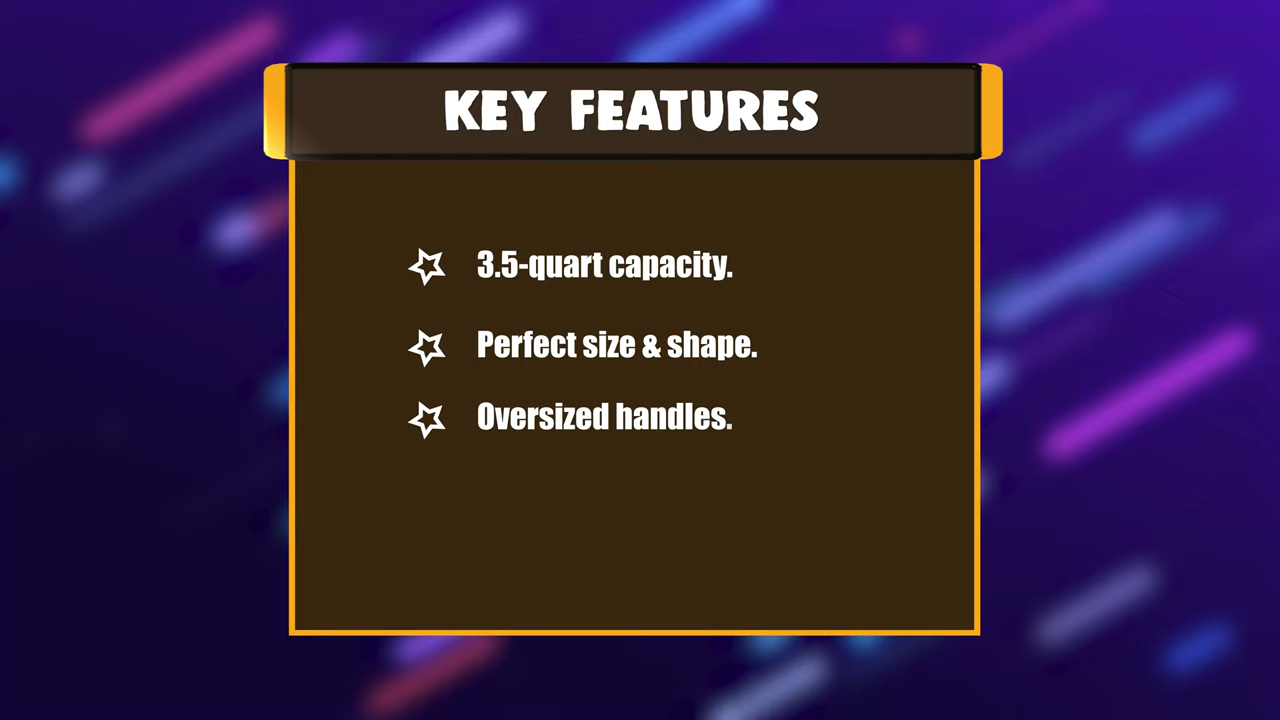 KEY FEATURES
3.5-quart capacity.
Perfect size & shape.
Oversized handles.